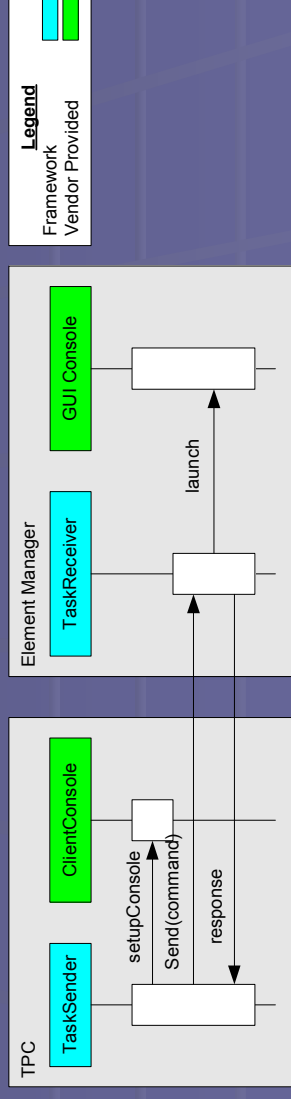 TPC
TaskSender
ClientConsole
setupConsole
Send(command)
response
Element Manager
TaskReceiver
GUI Console
launch
Legend
Framework
Vendor Provided